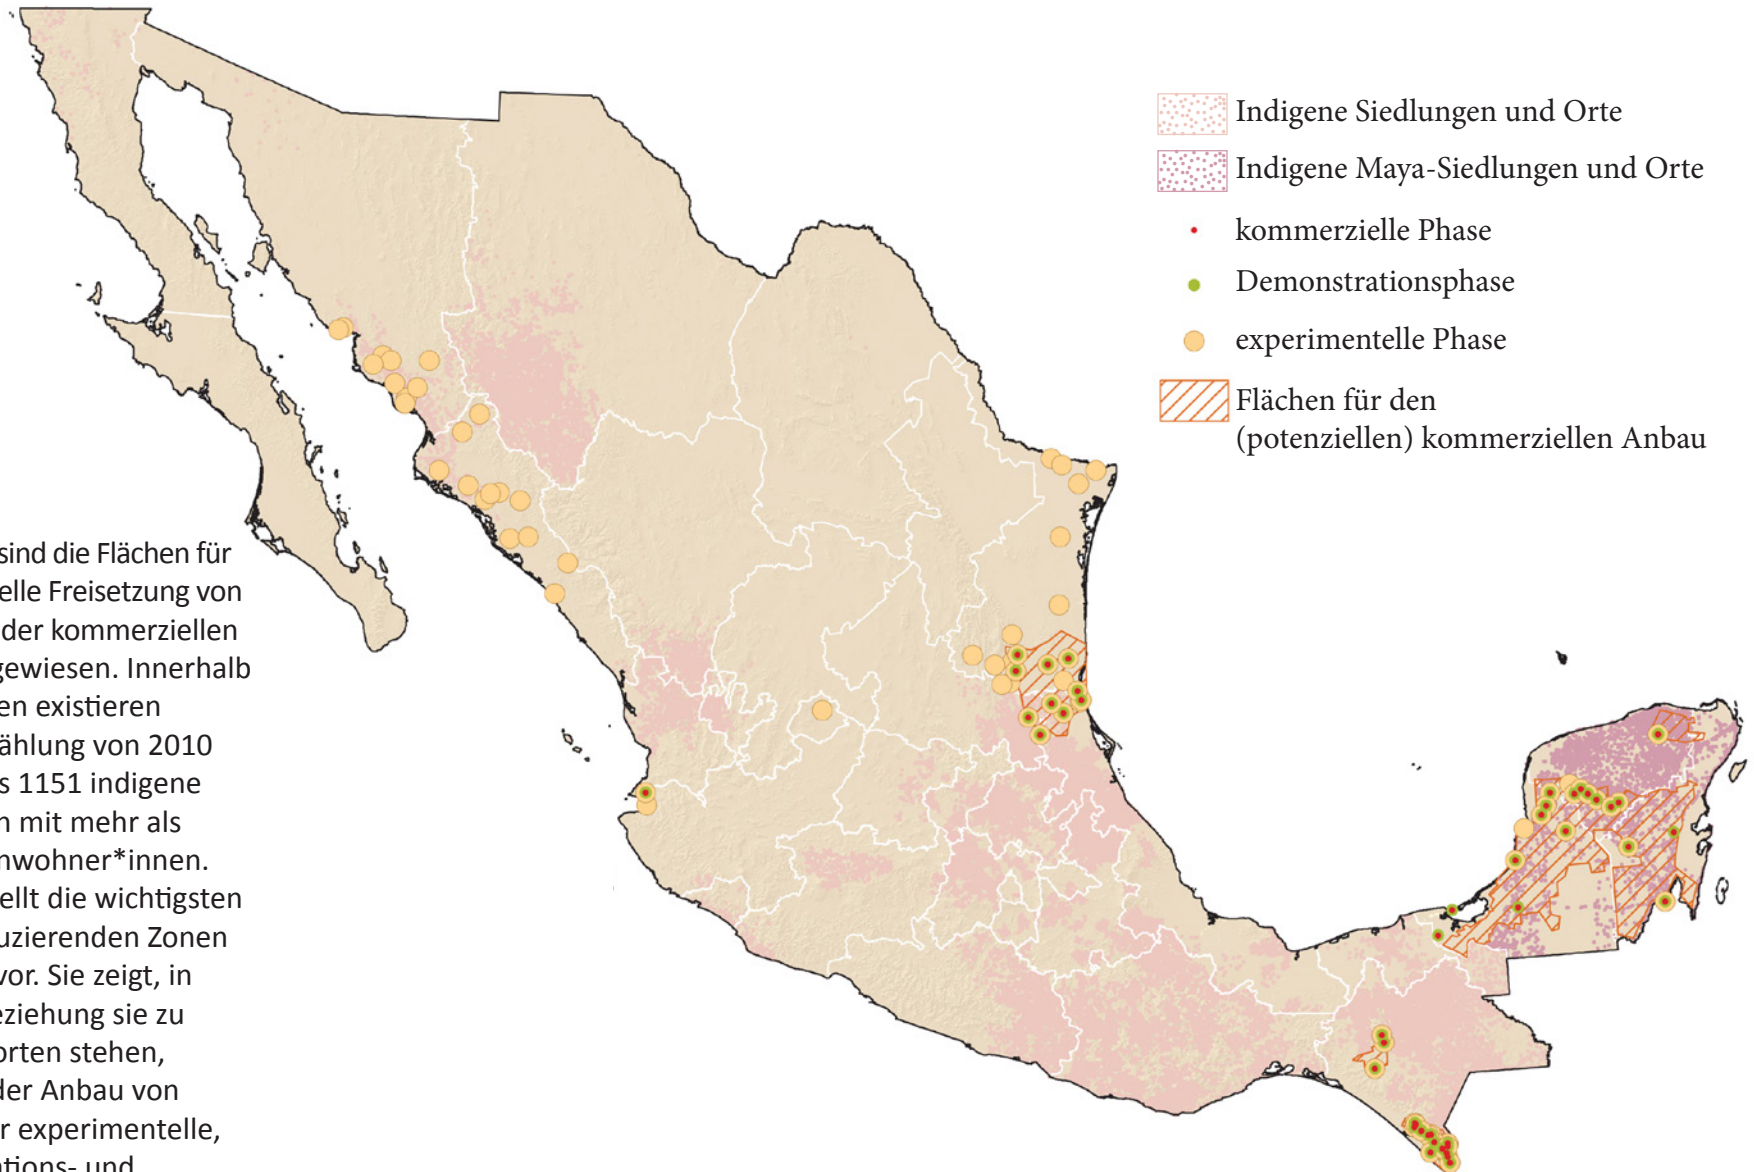 Indigene Siedlungen und Orte
Indigene Maya-Siedlungen und Orte
kommerzielle Phase
Demonstrationsphase
experimentelle Phase
Flächen für den
(potenziellen) kommerziellen Anbau
sind die Flächen für
elle Freisetzung von
der kommerziellen
gewiesen. Innerhalb
en existieren
ählung von 2010
s 1151 indigene
n mit mehr als
nwohner*innen.
ellt die wichtigsten
uzierenden Zonen
vor. Sie zeigt, in
eziehung sie zu
orten stehen,
der Anbau von
r experimentelle,
tions- und